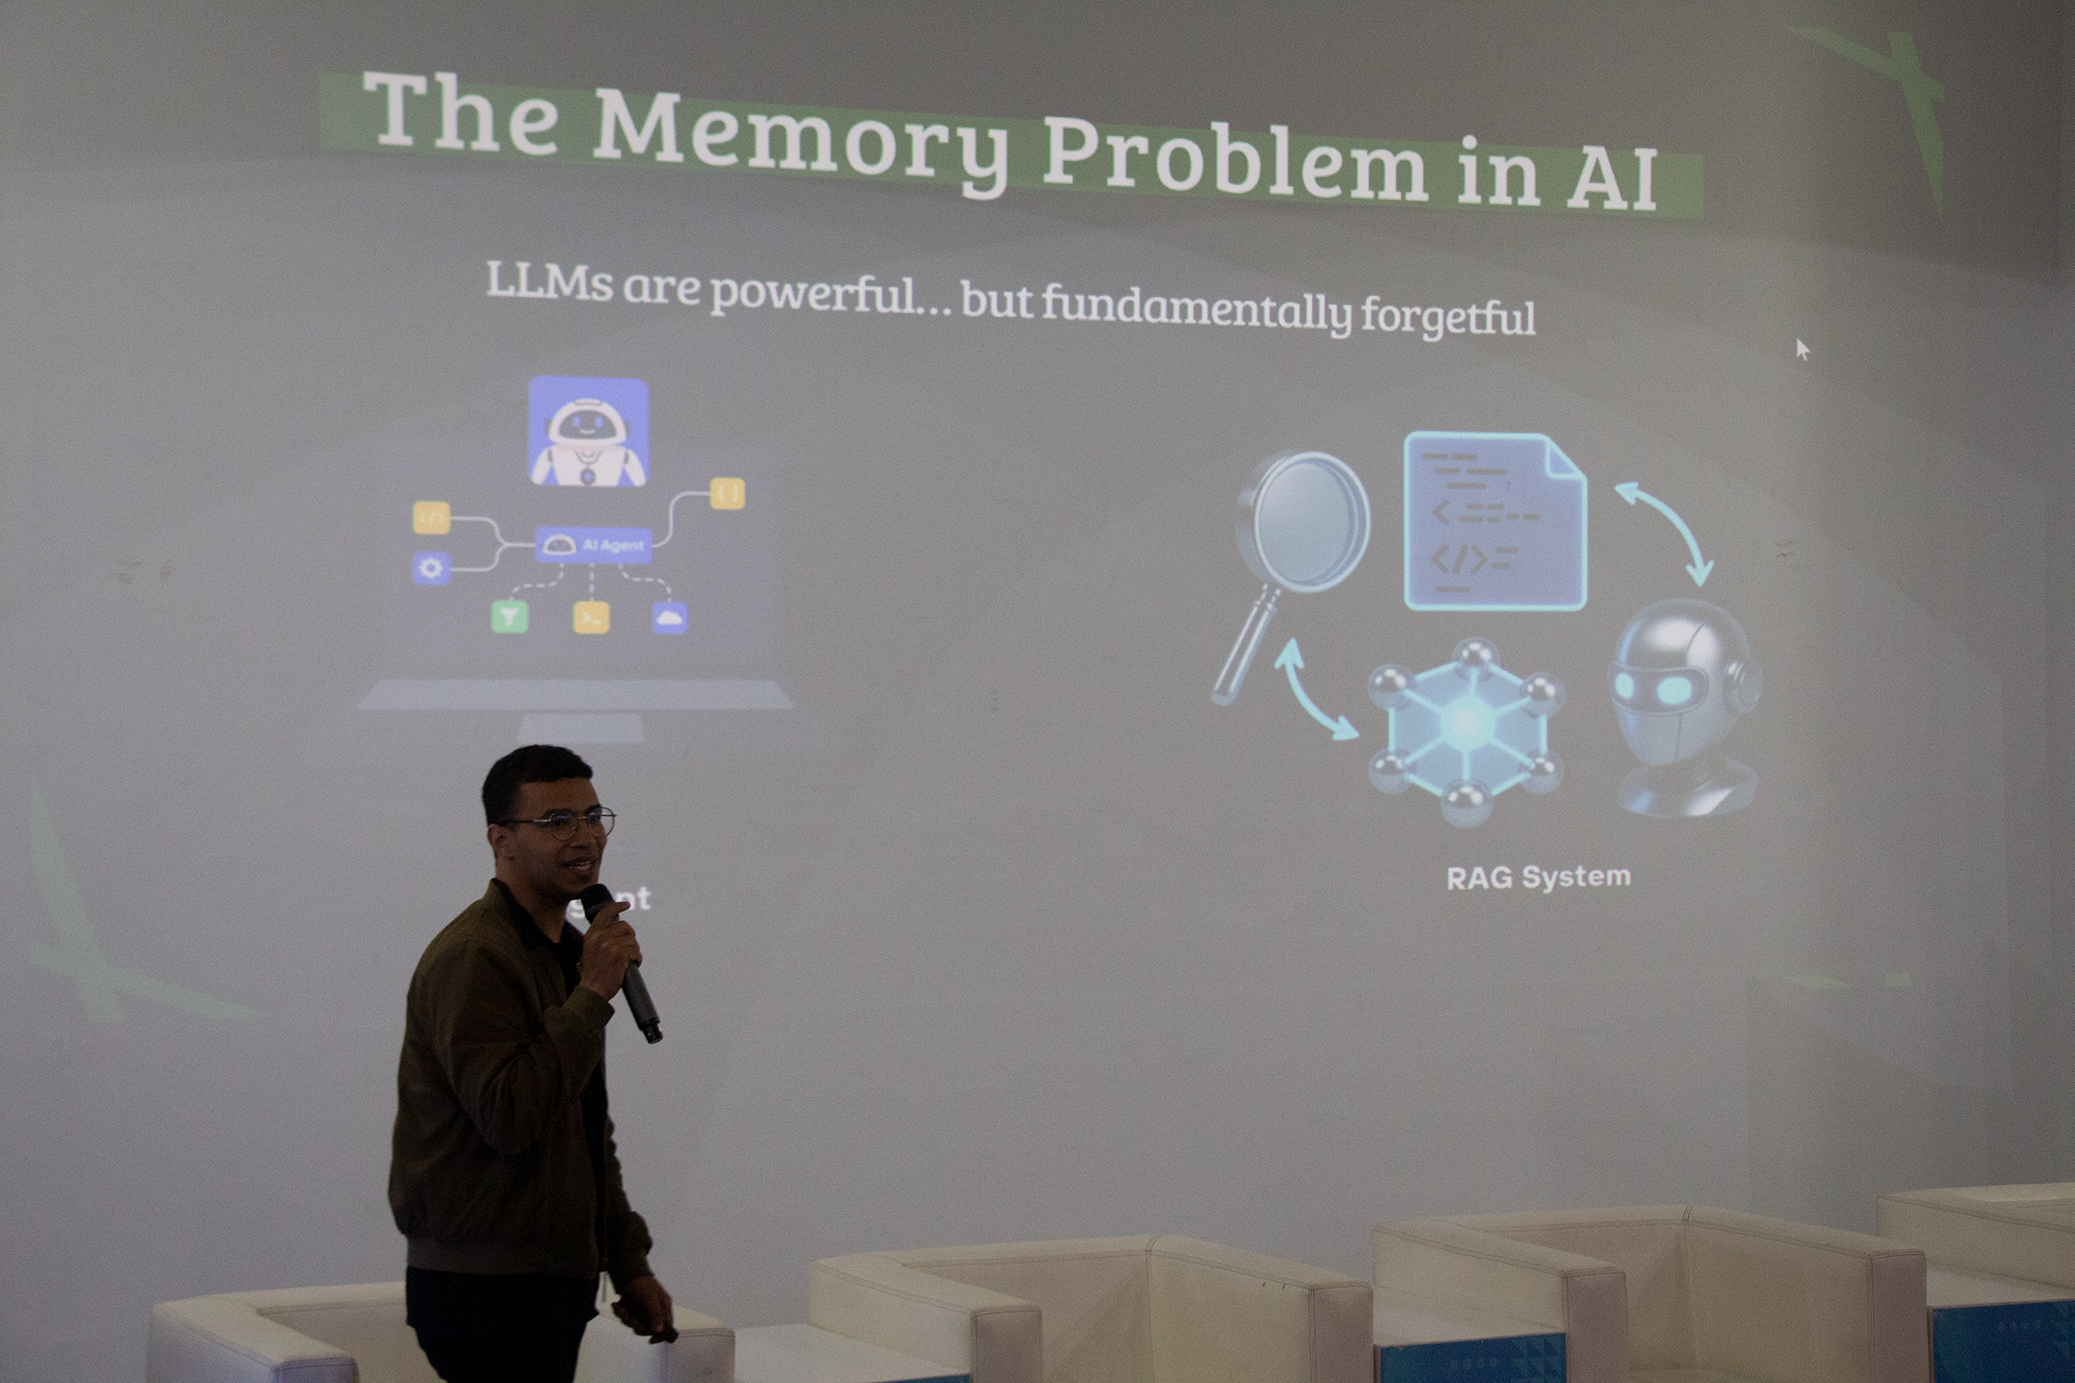 The Memory Problem in AI
LLMs are powerful... but fundamentally forgetful
</>
{ }
AI Agent
>_
</>
RAG System